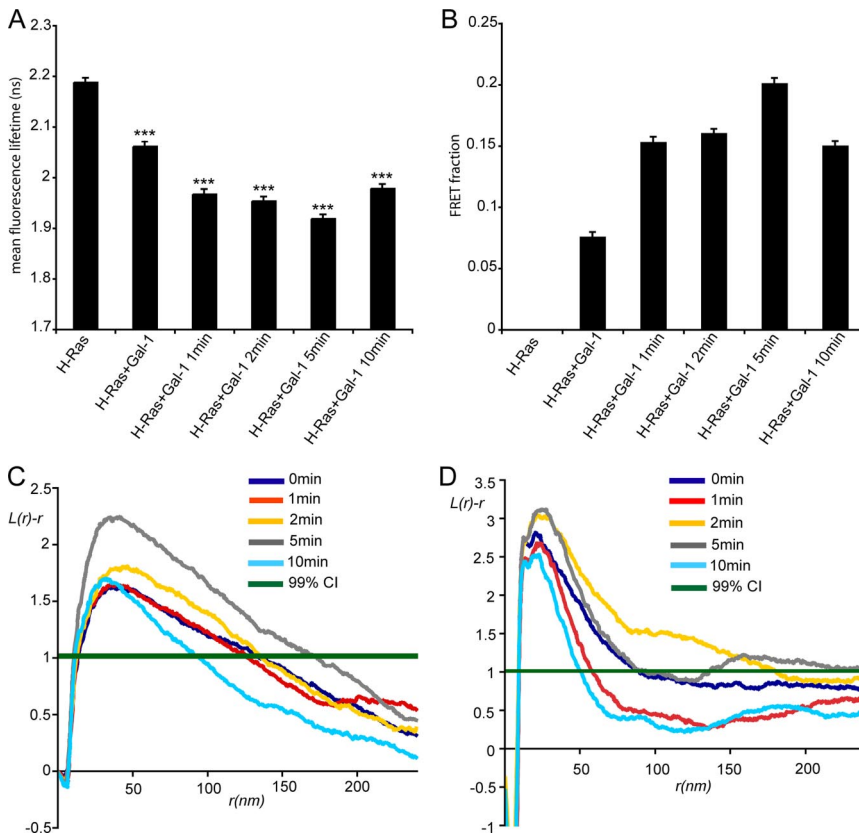 A
mean fluorescence lifetime (ns)
2.3
2.2
2.1
2
1.9
1.8
1.7
***
***
***
***
***
H-Ras
H-Ras+Gal-1
H-Ras+Gal-1 1min
H-Ras+Gal-1 2min
H-Ras+Gal-1 5min
H-Ras+Gal-1 10min
B
FRET fraction
0.25
0.2
0.15
0.1
0.05
0
H-Ras
H-Ras+Gal-1
H-Ras+Gal-1 1min
H-Ras+Gal-1 2min
H-Ras+Gal-1 5min
H-Ras+Gal-1 10min
C
L(r)-r
2.5
2
1.5
1
0.5
0
-0.5
50
100
150
200
r(nm)
0min
1min
2min
5min
10min
99% CI
D
L(r)-r
3.5
3
2.5
2
1.5
1
0.5
0
-0.5
-1
50
100
150
200
r(nm)
0min
1min
2min
5min
10min
99% CI